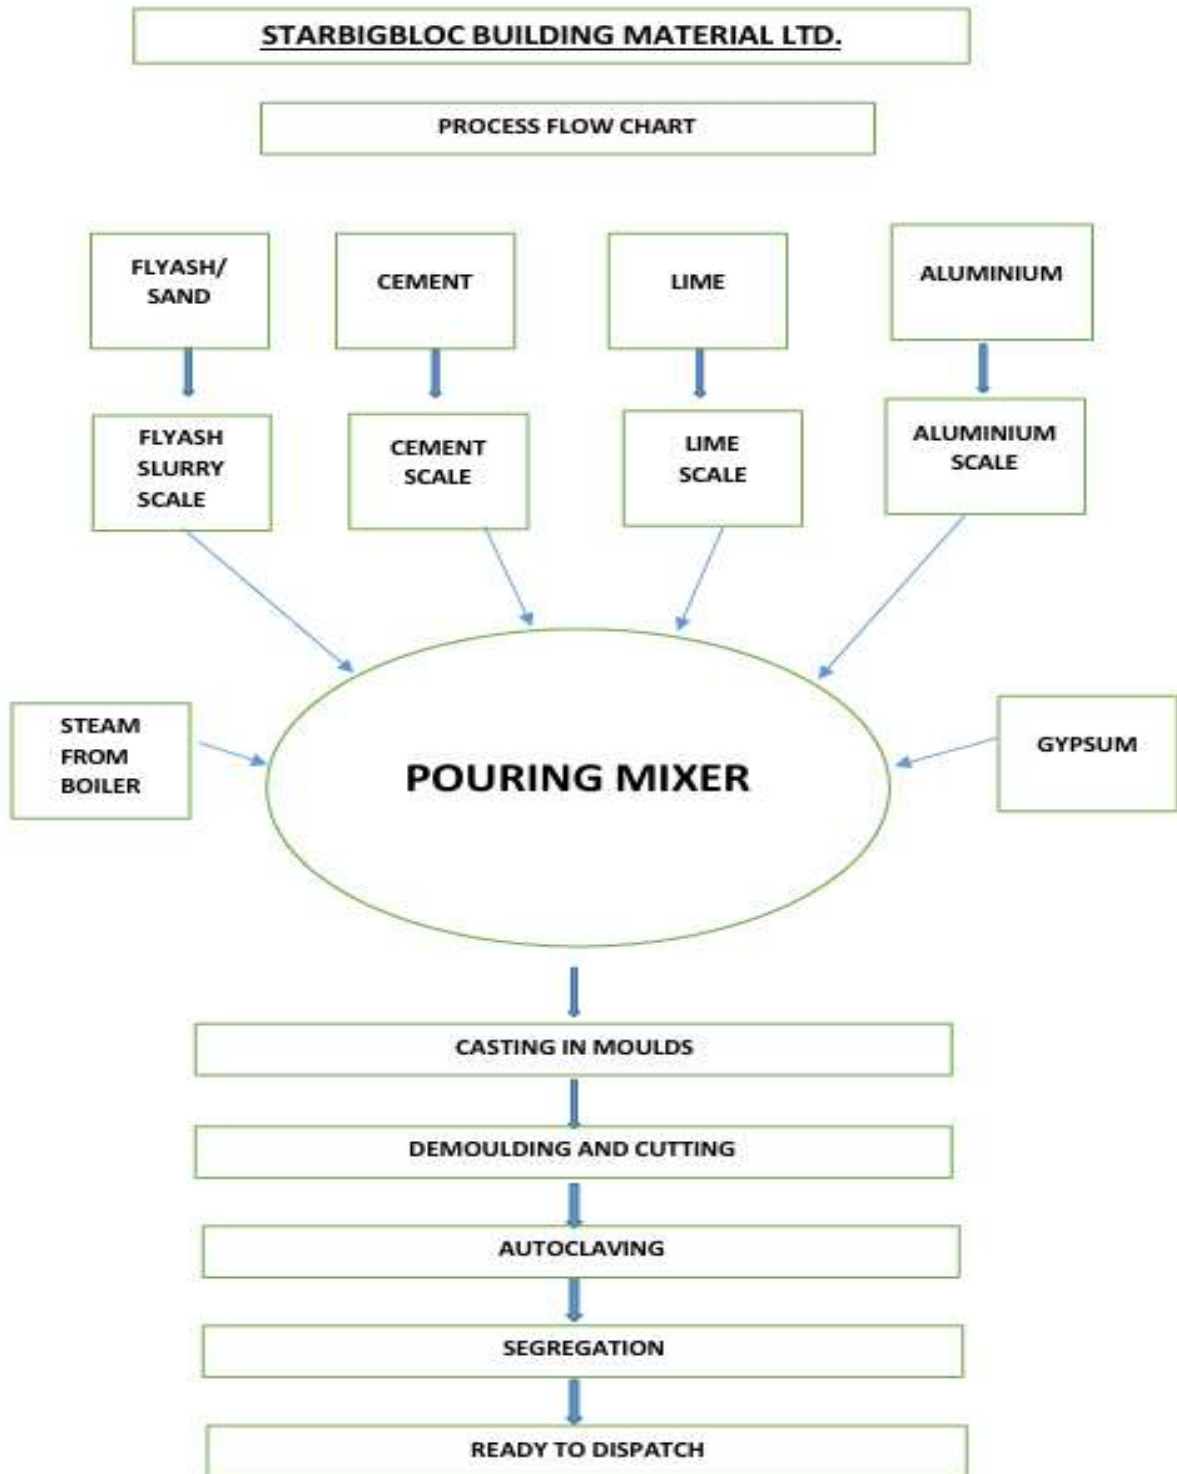 STARBIGBLOC BUILDING MATERIAL LTD.
PROCESS FLOW CHART
FLYASH/
SAND
CEMENT
LIME
ALUMINIUM
FLYASH
SLURRY
SCALE
CEMENT
SCALE
LIME
SCALE
ALUMINIUM
SCALE
STEAM
FROM
BOILER
POURING MIXER
GYPSUM
CASTING IN MOULDS
DEMOULDING AND CUTTING
AUTOCLAVING
SEGREGATION
READY TO DISPATCH